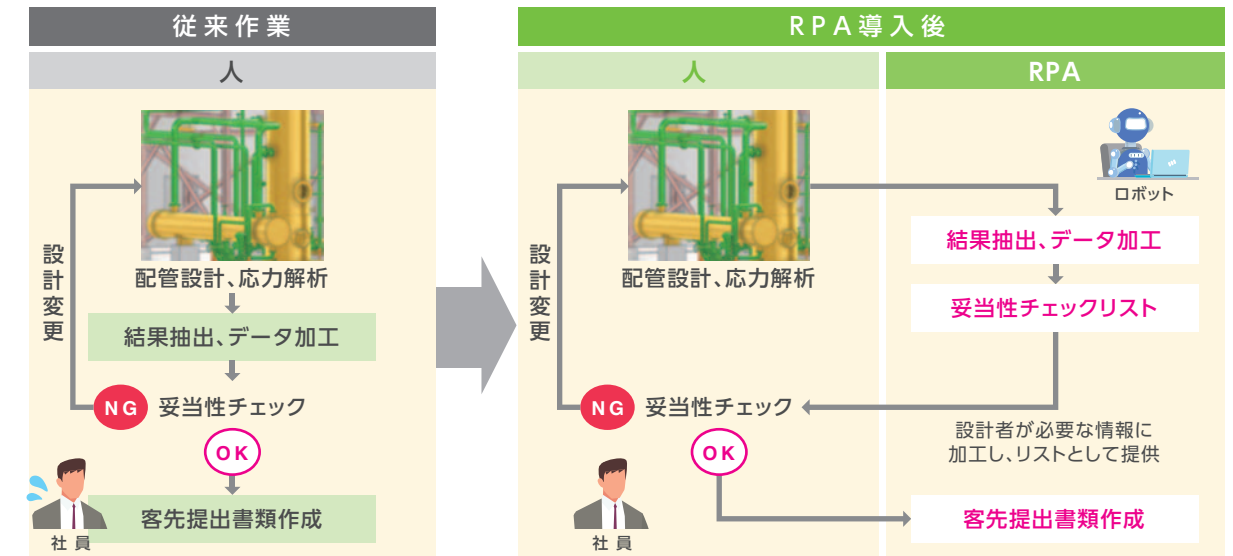 従来作業
人
配管設計、応力解析
結果抽出、データ加工
設計変更
NG
妥当性チェック
OK
客先提出書類作成
社員
RPA導入後
人
RPA
配管設計、応力解析
設計変更
NG
妥当性チェック
OK
社員
ロボット
結果抽出、データ加工
妥当性チェックリスト
設計者が必要な情報に
加工し、リストとして提供
客先提出書類作成